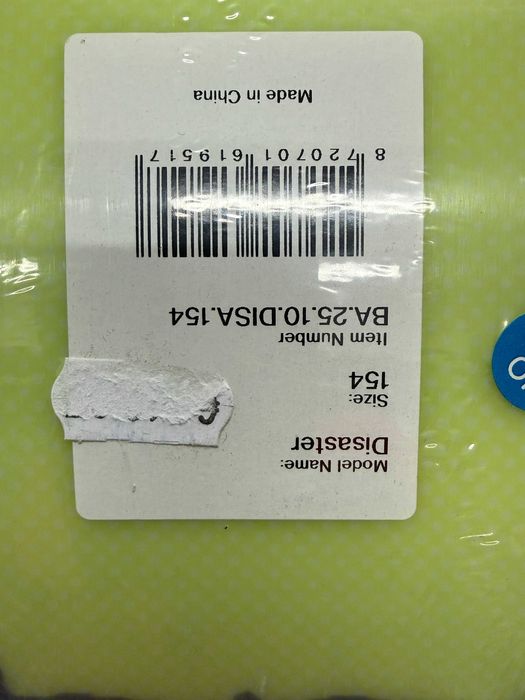 Model Name:
Disaster
Size:
154
Item Number
BA.25.10.DISA.154
8 720701 619517
Made in China